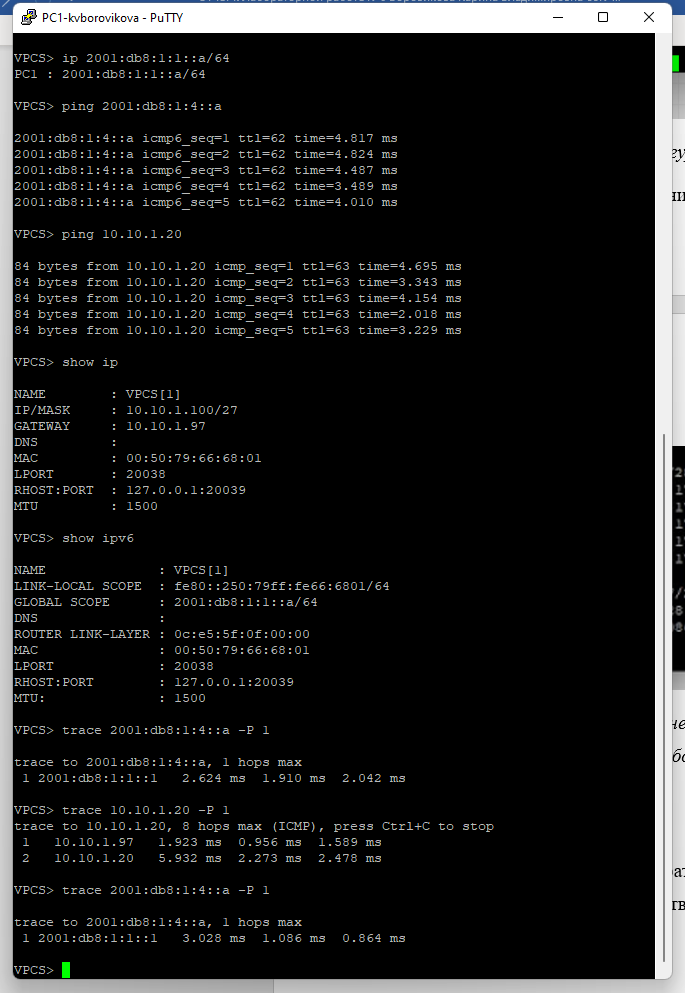 PC1-kvborovikova - PuTTY
VPCS> ip 2001:db8:1:1::a/64
PC1 : 2001:db8:1:1::a/64
VPCS> ping 2001:db8:1:4::a
2001:db8:1:4::a icmp6_seq=1 ttl=62 time=4.817 ms
2001:db8:1:4::a icmp6_seq=2 ttl=62 time=4.824 ms
2001:db8:1:4::a icmp6_seq=3 ttl=62 time=4.487 ms
2001:db8:1:4::a icmp6_seq=4 ttl=62 time=3.489 ms
2001:db8:1:4::a icmp6_seq=5 ttl=62 time=4.010 ms
VPCS> ping 10.10.1.20
84 bytes from 10.10.1.20 icmp_seq=1 ttl=63 time=4.695 ms
84 bytes from 10.10.1.20 icmp_seq=2 ttl=63 time=3.343 ms
84 bytes from 10.10.1.20 icmp_seq=3 ttl=63 time=4.154 ms
84 bytes from 10.10.1.20 icmp_seq=4 ttl=63 time=2.018 ms
84 bytes from 10.10.1.20 icmp_seq=5 ttl=63 time=3.229 ms
VPCS> show ip
NAME        : VPCS[1]
IP/MASK     : 10.10.1.100/27
GATEWAY     : 10.10.1.97
DNS         :
MAC         : 00:50:79:66:68:01
LPORT       : 20038
RHOST:PORT  : 127.0.0.1:20039
MTU         : 1500
VPCS> show ipv6
NAME              : VPCS[1]
LINK-LOCAL SCOPE  : fe80::250:79ff:fe66:6801/64
GLOBAL SCOPE      : 2001:db8:1:1::a/64
DNS               :
ROUTER LINK-LAYER : 0c:e5:5f:0f:00:00
MAC               : 00:50:79:66:68:01
LPORT             : 20038
RHOST:PORT        : 127.0.0.1:20039
MTU:              : 1500
VPCS> trace 2001:db8:1:4::a -P 1
trace to 2001:db8:1:4::a, 1 hops max
1 2001:db8:1:1::1   2.624 ms  1.910 ms  2.042 ms
VPCS> trace 10.10.1.20 -P 1
trace to 10.10.1.20, 8 hops max (ICMP), press Ctrl+C to stop
1   10.10.1.97   1.923 ms  0.956 ms  1.589 ms
2   10.10.1.20   5.932 ms  2.273 ms  2.478 ms
VPCS> trace 2001:db8:1:4::a -P 1
trace to 2001:db8:1:4::a, 1 hops max
1 2001:db8:1:1::1   3.028 ms  1.086 ms  0.864 ms
VPCS>